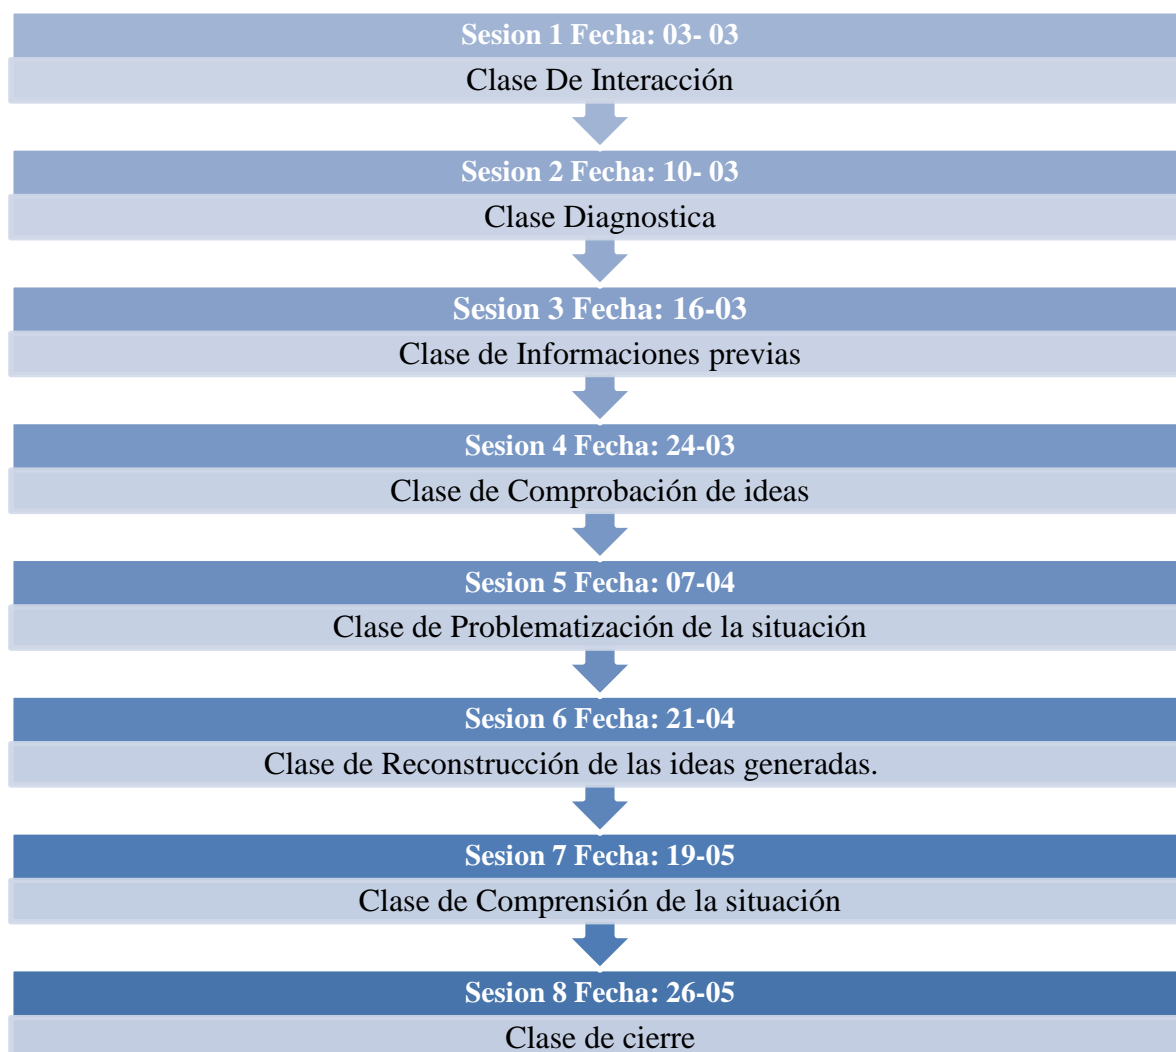 Sesion 1 Fecha: 03- 03
Clase De Interacción
Sesion 2 Fecha: 10- 03
Clase Diagnostica
Sesion 3 Fecha: 16-03
Clase de Informaciones previas
Sesion 4 Fecha: 24-03
Clase de Comprobación de ideas
Sesion 5 Fecha: 07-04
Clase de Problematización de la situación
Sesion 6 Fecha: 21-04
Clase de Reconstrucción de las ideas generadas.
Sesion 7 Fecha: 19-05
Clase de Comprensión de la situación
Sesion 8 Fecha: 26-05
Clase de cierre